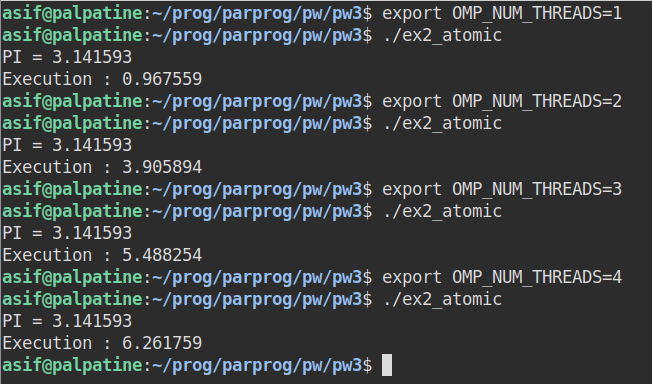 asif@palpatine:~/prog/parprog/pw/pw3$ export OMP_NUM_THREADS=1
asif@palpatine:~/prog/parprog/pw/pw3$ ./ex2_atomic
PI = 3.141593
Execution : 0.967559
asif@palpatine:~/prog/parprog/pw/pw3$ export OMP_NUM_THREADS=2
asif@palpatine:~/prog/parprog/pw/pw3$ ./ex2_atomic
PI = 3.141593
Execution : 3.905894
asif@palpatine:~/prog/parprog/pw/pw3$ export OMP_NUM_THREADS=3
asif@palpatine:~/prog/parprog/pw/pw3$ ./ex2_atomic
PI = 3.141593
Execution : 5.488254
asif@palpatine:~/prog/parprog/pw/pw3$ export OMP_NUM_THREADS=4
asif@palpatine:~/prog/parprog/pw/pw3$ ./ex2_atomic
PI = 3.141593
Execution : 6.261759
asif@palpatine:~/prog/parprog/pw/pw3$